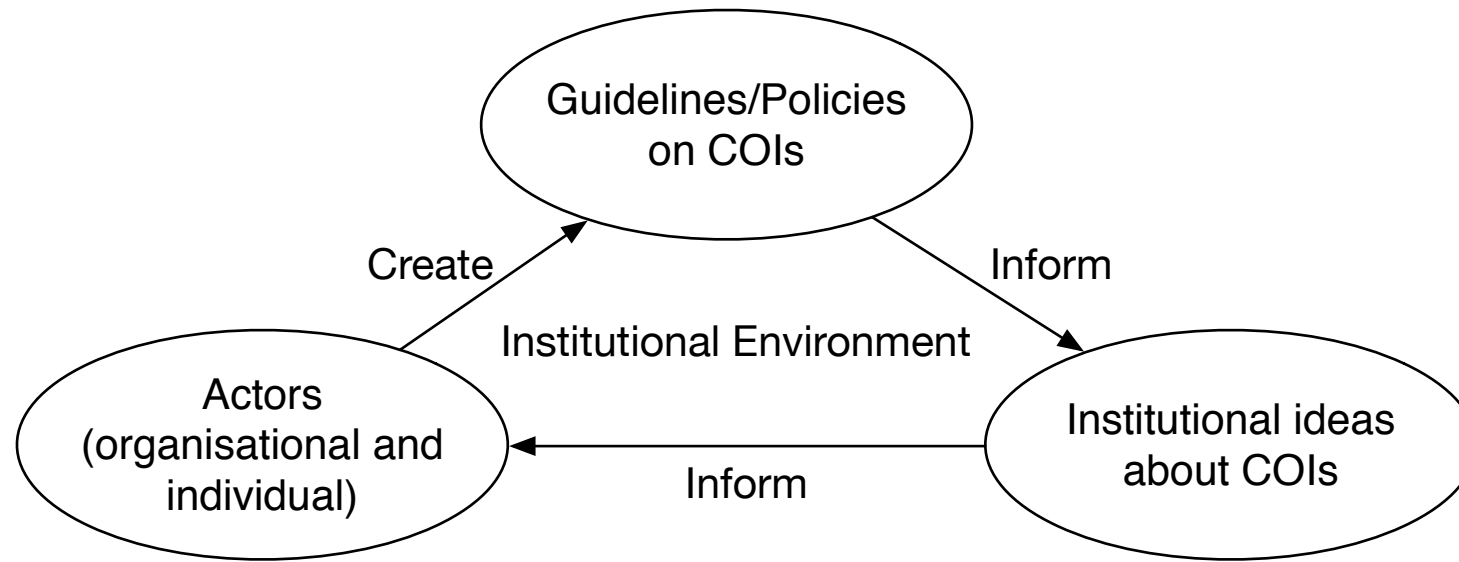 Guidelines/Policies
on COIs
Create
Inform
Institutional Environment
Actors
(organisational and
individual)
Institutional ideas
about COIs
Inform